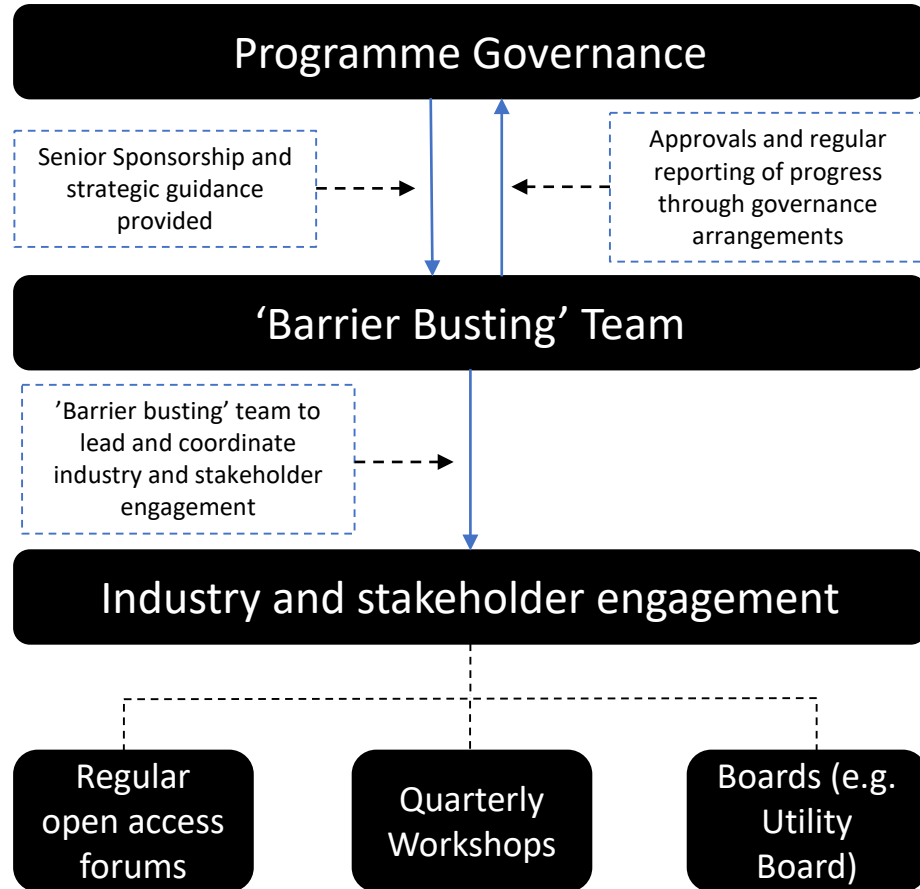 Programme Governance
Senior Sponsorship and
strategic guidance
provided
Approvals and regular
reporting of progress
through governance
arrangements
‘Barrier Busting’ Team
’Barrier busting’ team to
lead and coordinate
industry and stakeholder
engagement
Industry and stakeholder engagement
Regular
open access
forums
Quarterly
Workshops
Boards (e.g.
Utility
Board)